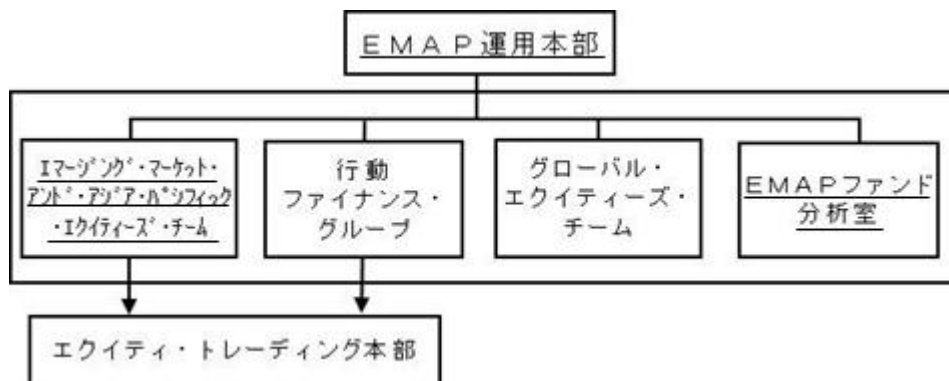 EMAP運用本部
エマージング・マーケット・
アンド・アジア・パシフィック
・エクイティーズ・チーム
行動
ファイナンス・
グループ
グローバル・
エクイティーズ・
チーム
EMAPファンド
分析室
エクイティ・トレーディング本部